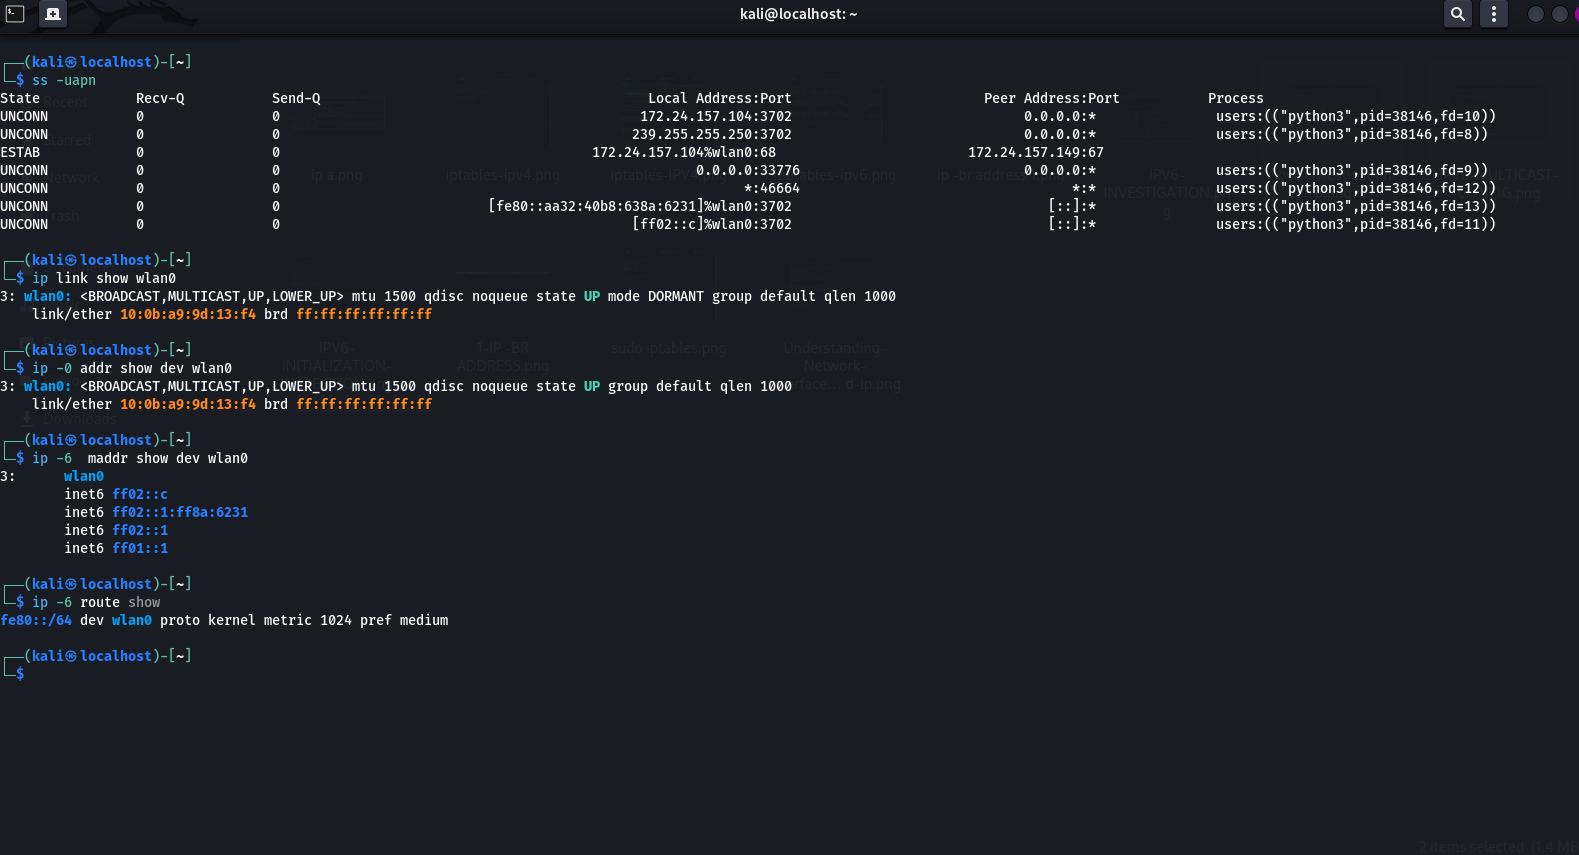 kali@localhost: ~
(kali㉿localhost)-[~]
$ ss -uapn
State Recv-Q Send-Q Local Address:Port Peer Address:Port Process
UNCONN 0 0 172.24.157.104:3702 0.0.0.0:* users:(("python3",pid=38146,fd=10))
UNCONN 0 0 239.255.255.250:3702 0.0.0.0:* users:(("python3",pid=38146,fd=8))
ESTAB 0 0 172.24.157.104%wlan0:68 172.24.157.149:67
UNCONN 0 0 0.0.0.0:33776 0.0.0.0:* users:(("python3",pid=38146,fd=9))
UNCONN 0 0 *:46664 *:* users:(("python3",pid=38146,fd=12))
UNCONN 0 0 [fe80::aa32:40b8:638a:6231]%wlan0:3702 [::]:* users:(("python3",pid=38146,fd=13))
UNCONN 0 0 [ff02::c]%wlan0:3702 [::]:* users:(("python3",pid=38146,fd=11))
(kali㉿localhost)-[~]
$ ip link show wlan0
3: wlan0: <BROADCAST,MULTICAST,UP,LOWER_UP> mtu 1500 qdisc noqueue state UP mode DORMANT group default qlen 1000
link/ether 10:0b:a9:9d:13:f4 brd ff:ff:ff:ff:ff:ff
(kali㉿localhost)-[~]
$ ip -0 addr show dev wlan0
3: wlan0: <BROADCAST,MULTICAST,UP,LOWER_UP> mtu 1500 qdisc noqueue state UP group default qlen 1000
link/ether 10:0b:a9:9d:13:f4 brd ff:ff:ff:ff:ff:ff
(kali㉿localhost)-[~]
$ ip -6  maddr show dev wlan0
3: wlan0
inet6 ff02::c
inet6 ff02::1:ff8a:6231
inet6 ff02::1
inet6 ff01::1
(kali㉿localhost)-[~]
$ ip -6 route show
fe80::/64 dev wlan0 proto kernel metric 1024 pref medium
(kali㉿localhost)-[~]
$